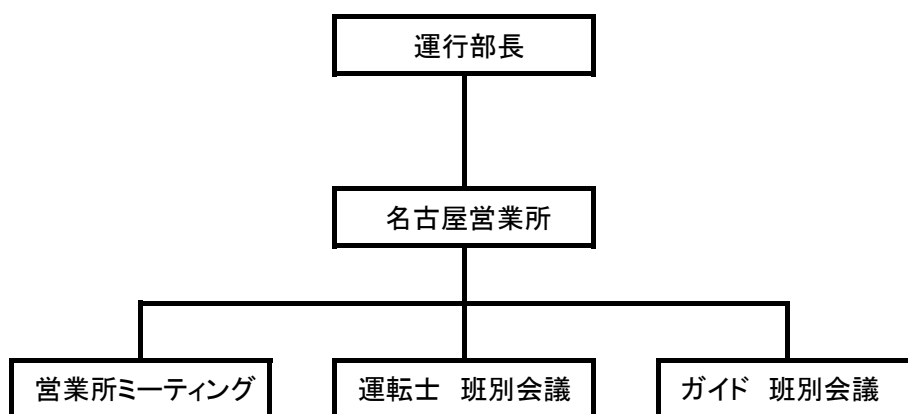 運行部長
名古屋営業所
営業所ミーティング
運転士　班別会議
ガイド　班別会議